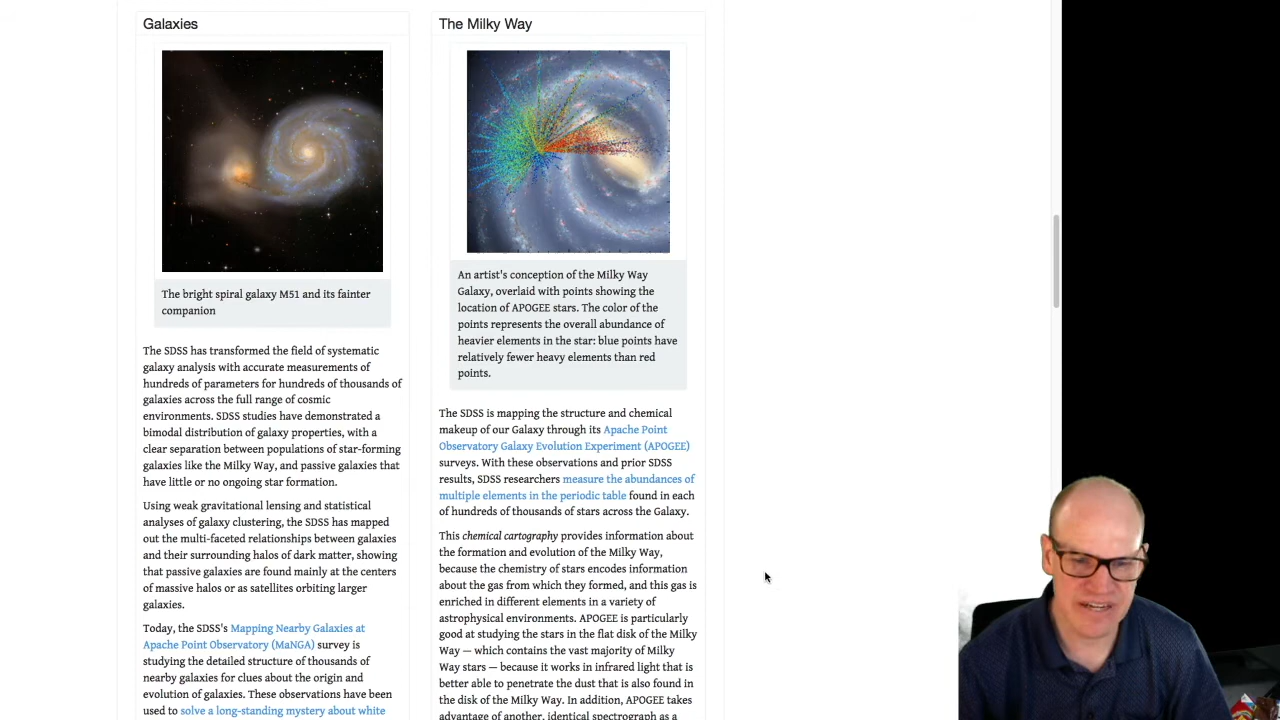 Galaxies
The bright spiral galaxy M51 and its fainter
companion
The SDSS has transformed the field of systematic
galaxy analysis with accurate measurements of
hundreds of parameters for hundreds of thousands of
galaxies across the full range of cosmic
environments. SDSS studies have demonstrated a
bimodal distribution of galaxy properties, with a
clear separation between populations of star-forming
galaxies like the Milky Way, and passive galaxies that
have little or no ongoing star formation.
Using weak gravitational lensing and statistical
analyses of galaxy clustering, the SDSS has mapped
out the multi-faceted relationships between galaxies
and their surrounding halos of dark matter, showing
that passive galaxies are found mainly at the centers
of massive halos or as satellites orbiting larger
galaxies.
Today, the SDSS's Mapping Nearby Galaxies at
Apache Point Observatory (MaNGA) survey is
studying the detailed structure of thousands of
nearby galaxies for clues about the origin and
evolution of galaxies. These observations have been
used to solve a long-standing mystery about white
The Milky Way
An artist's conception of the Milky Way
Galaxy, overlaid with points showing the
location of APOGEE stars. The color of the
points represents the overall abundance of
heavier elements in the star: blue points have
relatively fewer heavy elements than red
points.
The SDSS is mapping the structure and chemical
makeup of our Galaxy through its Apache Point
Observatory Galaxy Evolution Experiment (APOGEE)
surveys. With these observations and prior SDSS
results, SDSS researchers measure the abundances of
multiple elements in the periodic table found in each
of hundreds of thousands of stars across the Galaxy.
This chemical cartography provides information about
the formation and evolution of the Milky Way,
because the chemistry of stars encodes information
about the gas from which they formed, and this gas is
enriched in different elements in a variety of
astrophysical environments. APOGEE is particularly
good at studying the stars in the flat disk of the Milky
Way — which contains the vast majority of Milky
Way stars — because it works in infrared light that is
better able to penetrate the dust that is also found in
the disk of the Milky Way. In addition, APOGEE takes
advantage of another, identical spectrograph as a